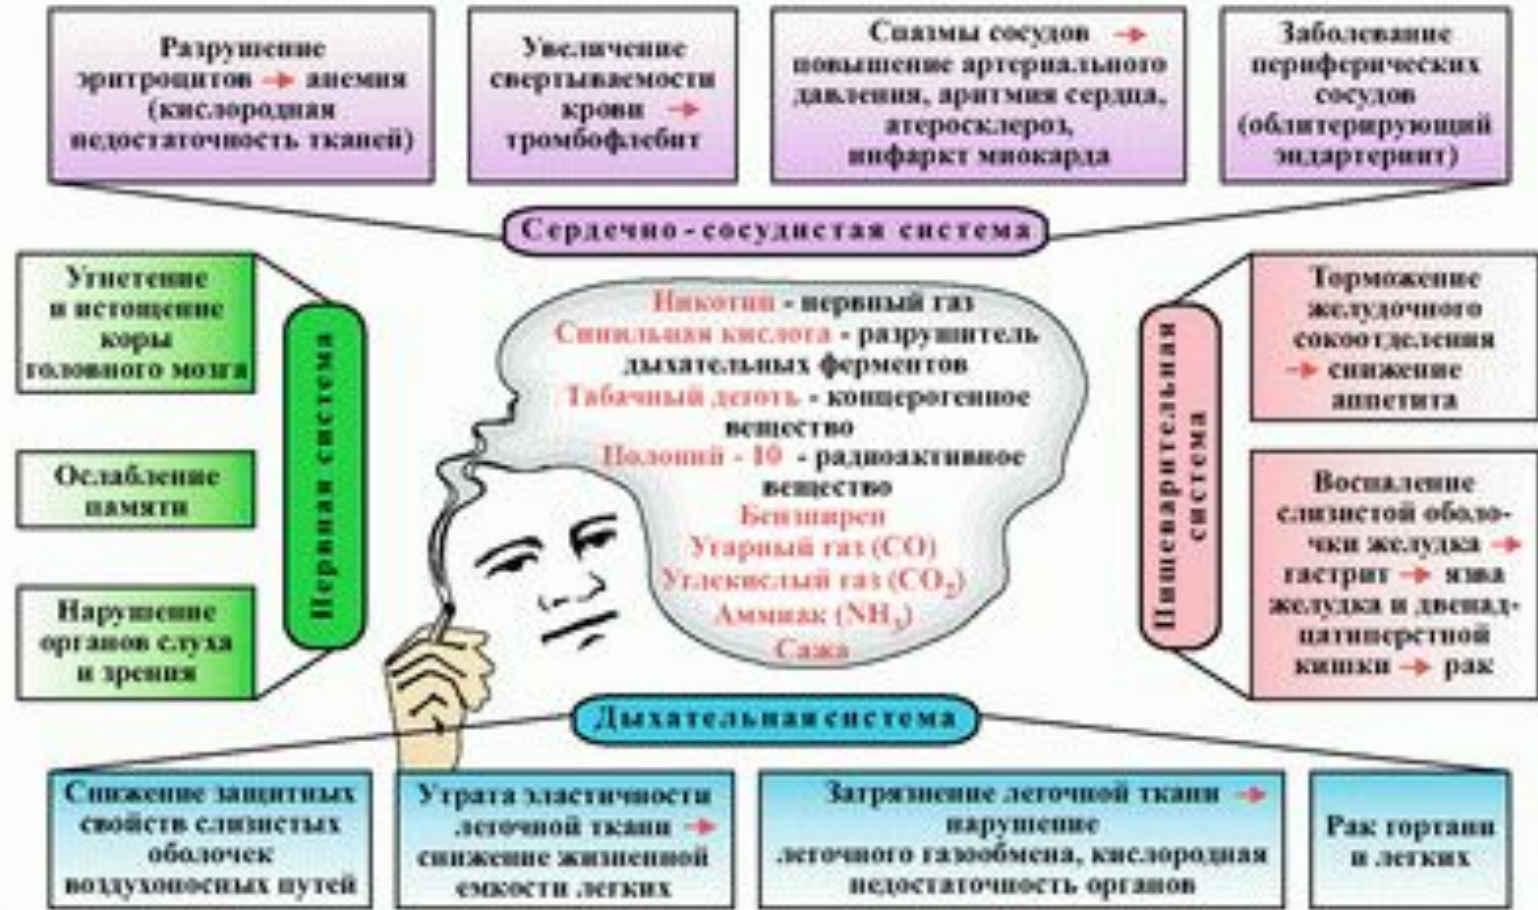 Разрушение
эритроцитов → анемия
(кислородная
недостаточность тканей)
Увеличение
свертываемости
крови →
тромбофлебит
Спазмы сосудов →
повышение артериального
давления, аритмия сердца,
атеросклероз,
инфаркт миокарда
Заболевание
периферических
сосудов
(облитерирующий
эндартериит)
Сердечно-сосудистая система
Угнетение
и истощение
коры
головного мозга
Ослабление
памяти
Нарушение
органов слуха
и зрения
Нервная система
Никотин - нервный газ
Синильная кислота - разрушитель
дыхательных ферментов
Табачный деготь - концерогенное
вещество
Полоний - 10 - радиоактивное
вещество
Бензпирен
Угарный газ (CO)
Углекислый газ (CO₂)
Аммиак (NH₃)
Сажа
Пищеварительная
система
Торможение
желудочного
сокоотделения
→ снижение
аппетита
Воспаление
слизистой оболо-
чки желудка →
гастрит → язва
желудка и двенад-
цатиперстной
кишки → рак
Дыхательная система
Снижение защитных
свойств слизистых
оболочек
воздухоносных путей
Утрата эластичности
легочной ткани →
снижение жизненной
емкости легких
Загрязнение легочной ткани →
нарушение
легочного газообмена, кислородная
недостаточность органов
Рак гортани
и легких